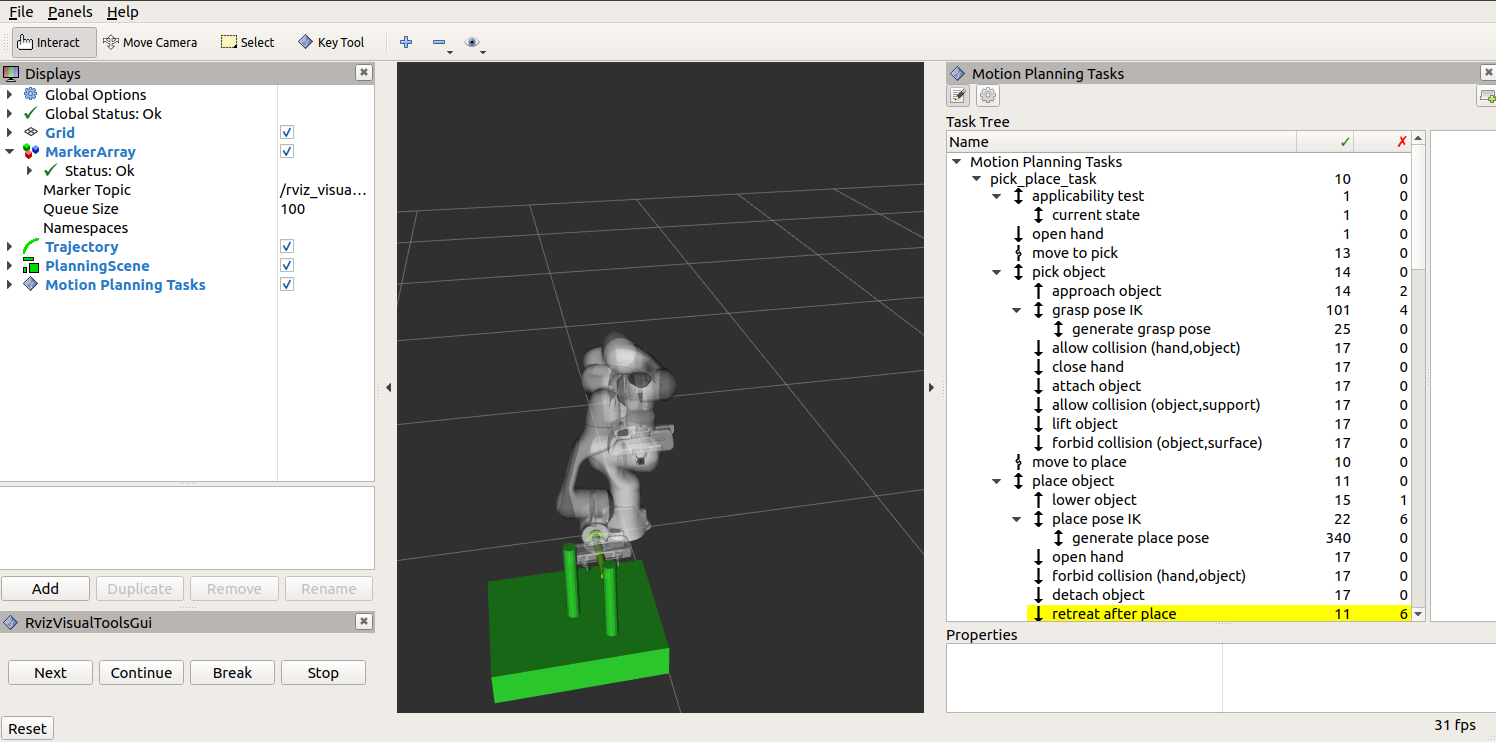 File Panels Help
Interact Move Camera Select Key Tool
Displays
Global Options
Global Status: Ok
Grid
MarkerArray
Status: Ok
Marker Topic /rviz_visua...
Queue Size 100
Namespaces
Trajectory
PlanningScene
Motion Planning Tasks
Add Duplicate Remove Rename
RvizVisualToolsGui
Next Continue Break Stop
Reset
Motion Planning Tasks
Task Tree
Name ✓ ✗
Motion Planning Tasks
pick_place_task 10 0
applicability test 1 0
current state 1 0
open hand 1 0
move to pick 13 0
pick object 14 0
approach object 14 2
grasp pose IK 101 4
generate grasp pose 25 0
allow collision (hand,object) 17 0
close hand 17 0
attach object 17 0
allow collision (object,support) 17 0
lift object 17 0
forbid collision (object,surface) 17 0
move to place 10 0
place object 11 0
lower object 15 1
place pose IK 22 6
generate place pose 340 0
open hand 17 0
forbid collision (hand,object) 17 0
detach object 17 0
retreat after place 11 6
Properties
31 fps